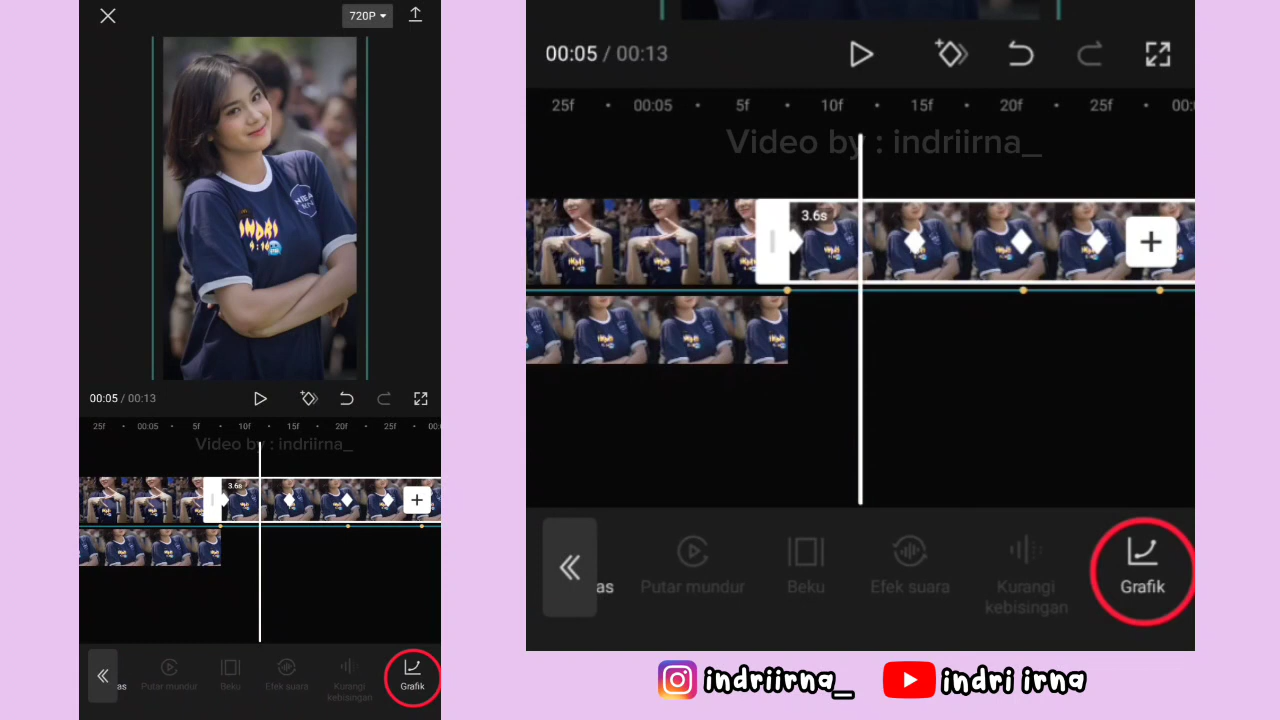 720P
INDRI
00:05 / 00:13
25f 00:05 5f 10f 15f 20f 25f 00:
Video by : indriirna_
3.6s
as Putar mundur Beku Efek suara Kurangi kebisingan Grafik
00:05 / 00:13
25f 00:05 5f 10f 15f 20f 25f 00:
Video by : indriirna_
3.6s
as Putar mundur Beku Efek suara Kurangi
kebisingan Grafik
indriirna_ indri irna